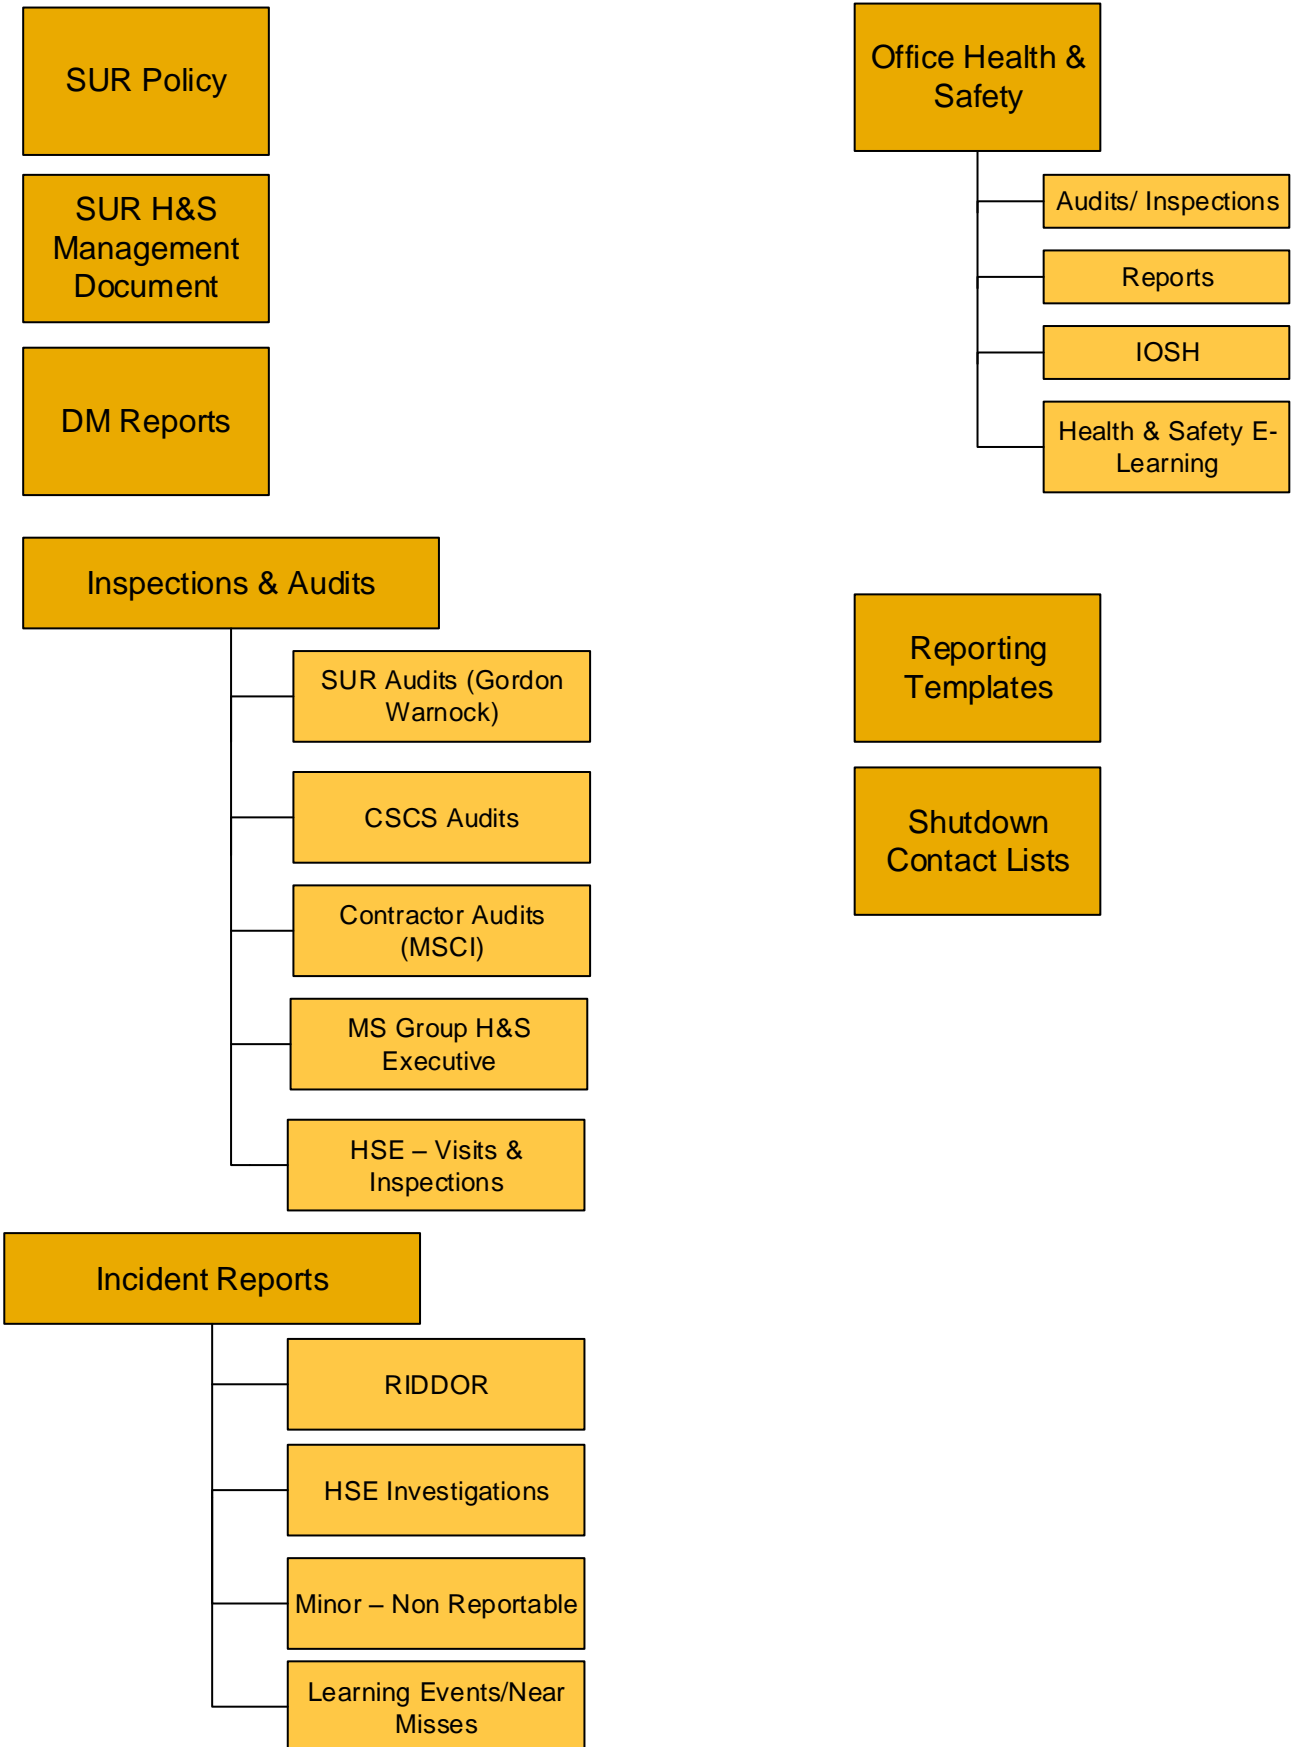 SUR Policy
SUR H&S
Management
Document
DM Reports
Inspections & Audits
SUR Audits (Gordon
Warnock)
CSCS Audits
Contractor Audits
(MSCI)
MS Group H&S
Executive
HSE – Visits &
Inspections
Incident Reports
RIDDOR
HSE Investigations
Minor – Non Reportable
Learning Events/Near
Misses
Office Health &
Safety
Audits/ Inspections
Reports
IOSH
Health & Safety E-
Learning
Reporting
Templates
Shutdown
Contact Lists